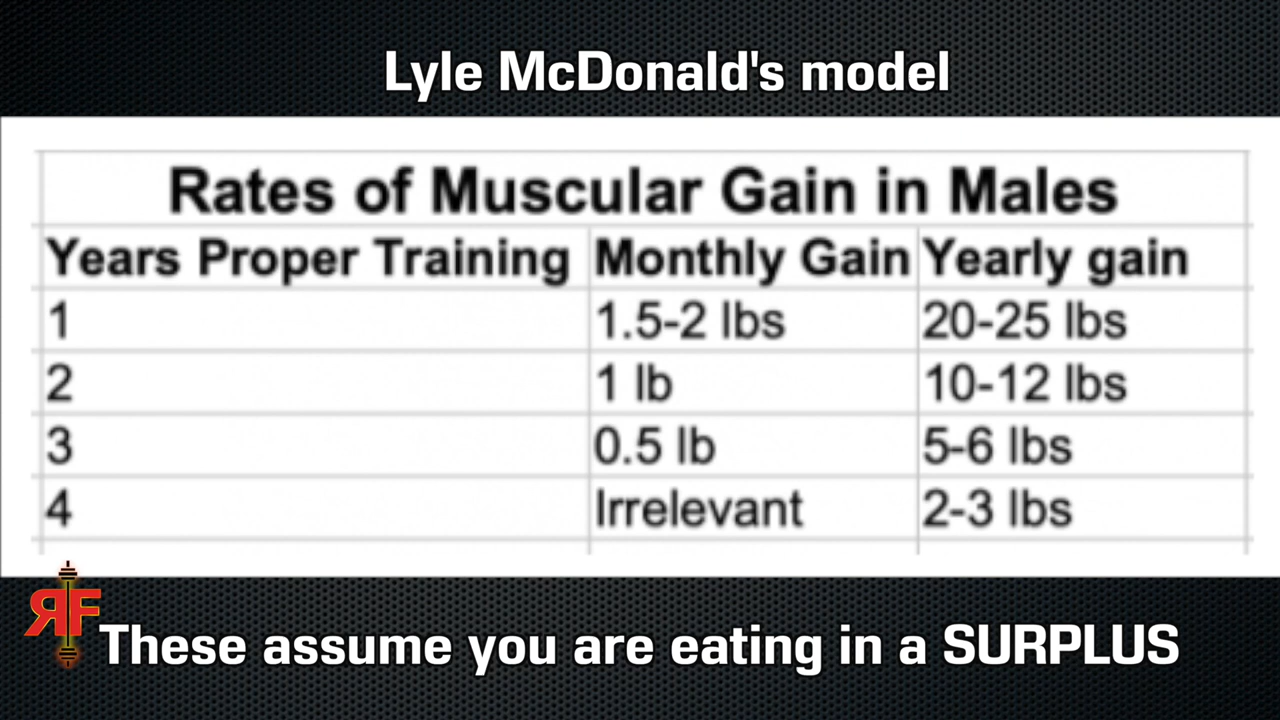 Lyle McDonald's model
Rates of Muscular Gain in Males
Years Proper Training Monthly Gain Yearly gain
1 1.5-2 lbs 20-25 lbs
2 1 lb 10-12 lbs
3 0.5 lb 5-6 lbs
4 Irrelevant 2-3 lbs
RF
These assume you are eating in a SURPLUS